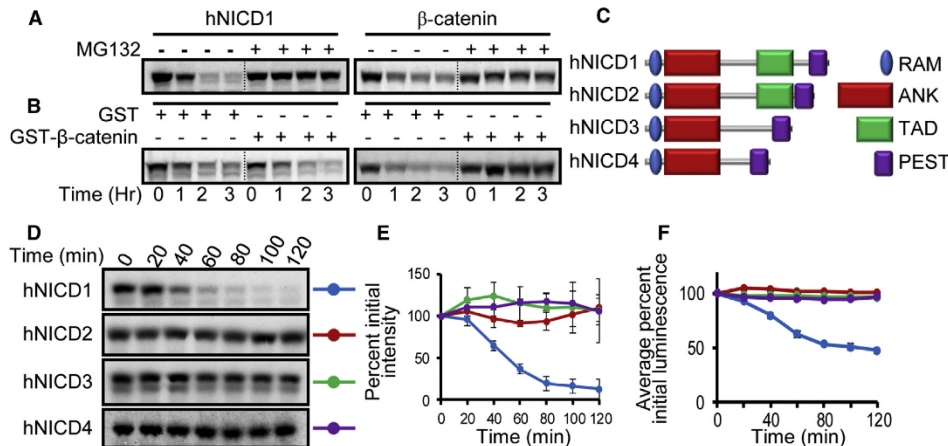 A
hNICD1 β-catenin
MG132 - - - - + + + + - - - - + + + +
B
GST + + + + - - - - + + + + - - - -
GST-β-catenin - - - - + + + + - - - - + + + +
Time (Hr) 0 1 2 3 0 1 2 3 0 1 2 3 0 1 2 3
C
hNICD1
hNICD2
hNICD3
hNICD4
RAM
ANK
TAD
PEST
D
Time (min) 0 20 40 60 80 100 120
hNICD1
hNICD2
hNICD3
hNICD4
E
Percent initial
intensity
150
100
50
0
0 20 40 60 80 100 120
Time (min)
F
Average percent
initial luminescence
100
50
0
0 40 80 120
Time (min)